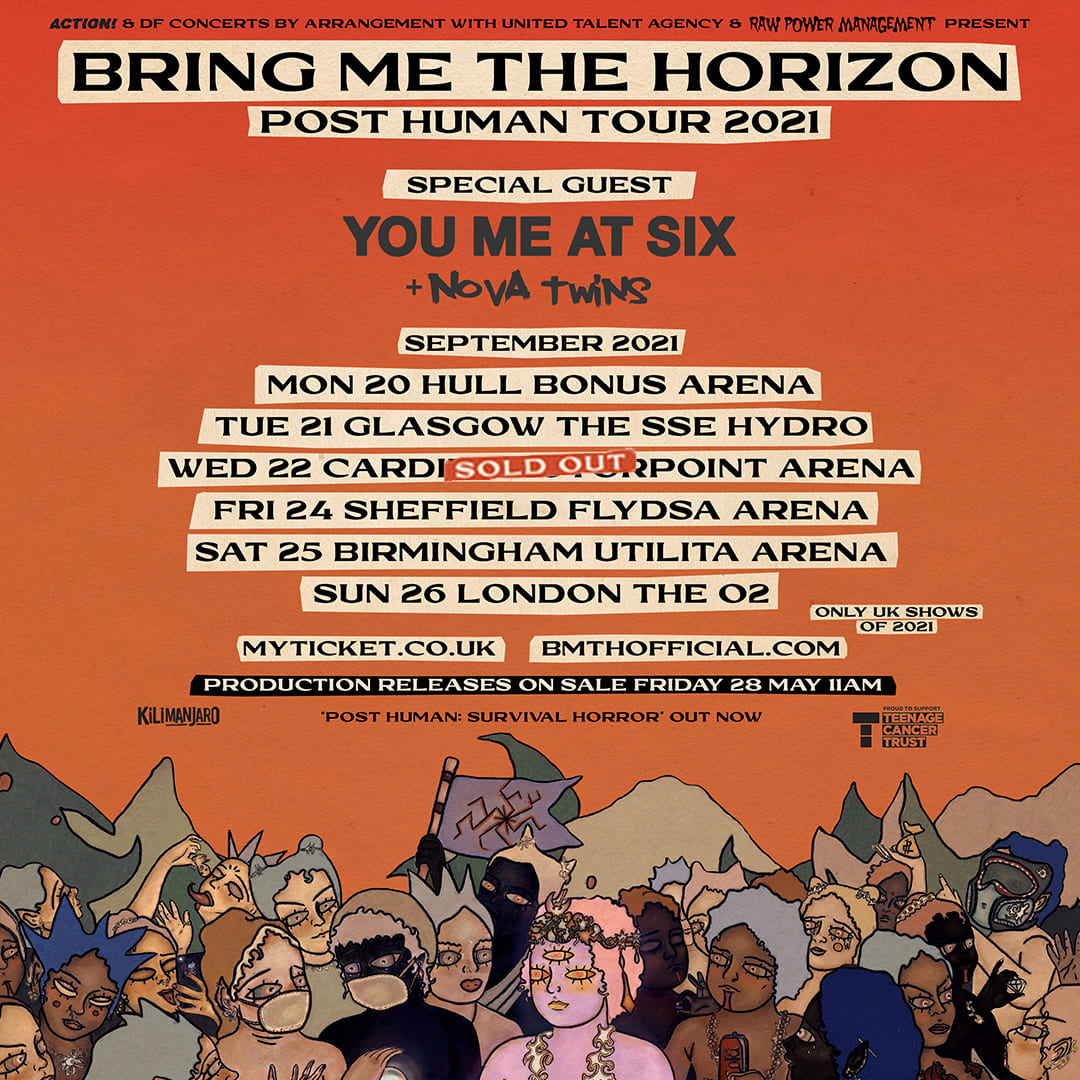 ACTION! & DF CONCERTS BY ARRANGEMENT WITH UNITED TALENT AGENCY & RAW POWER MANAGEMENT PRESENT
BRING ME THE HORIZON
POST HUMAN TOUR 2021
SPECIAL GUEST
YOU ME AT SIX
+ NOVA TWINS
SEPTEMBER 2021
MON 20 HULL BONUS ARENA
TUE 21 GLASGOW THE SSE HYDRO
WED 22 CARDI SOLD OUT ORPOINT ARENA
FRI 24 SHEFFIELD FLYDSA ARENA
SAT 25 BIRMINGHAM UTILITA ARENA
SUN 26 LONDON THE O2
ONLY UK SHOWS
OF 2021
MYTICKET.CO.UK BMTHOFFICIAL.COM
PRODUCTION RELEASES ON SALE FRIDAY 28 MAY 11AM
KILIMANJARO
'POST HUMAN: SURVIVAL HORROR' OUT NOW
PROUD TO SUPPORT
TEENAGE
CANCER
TRUST